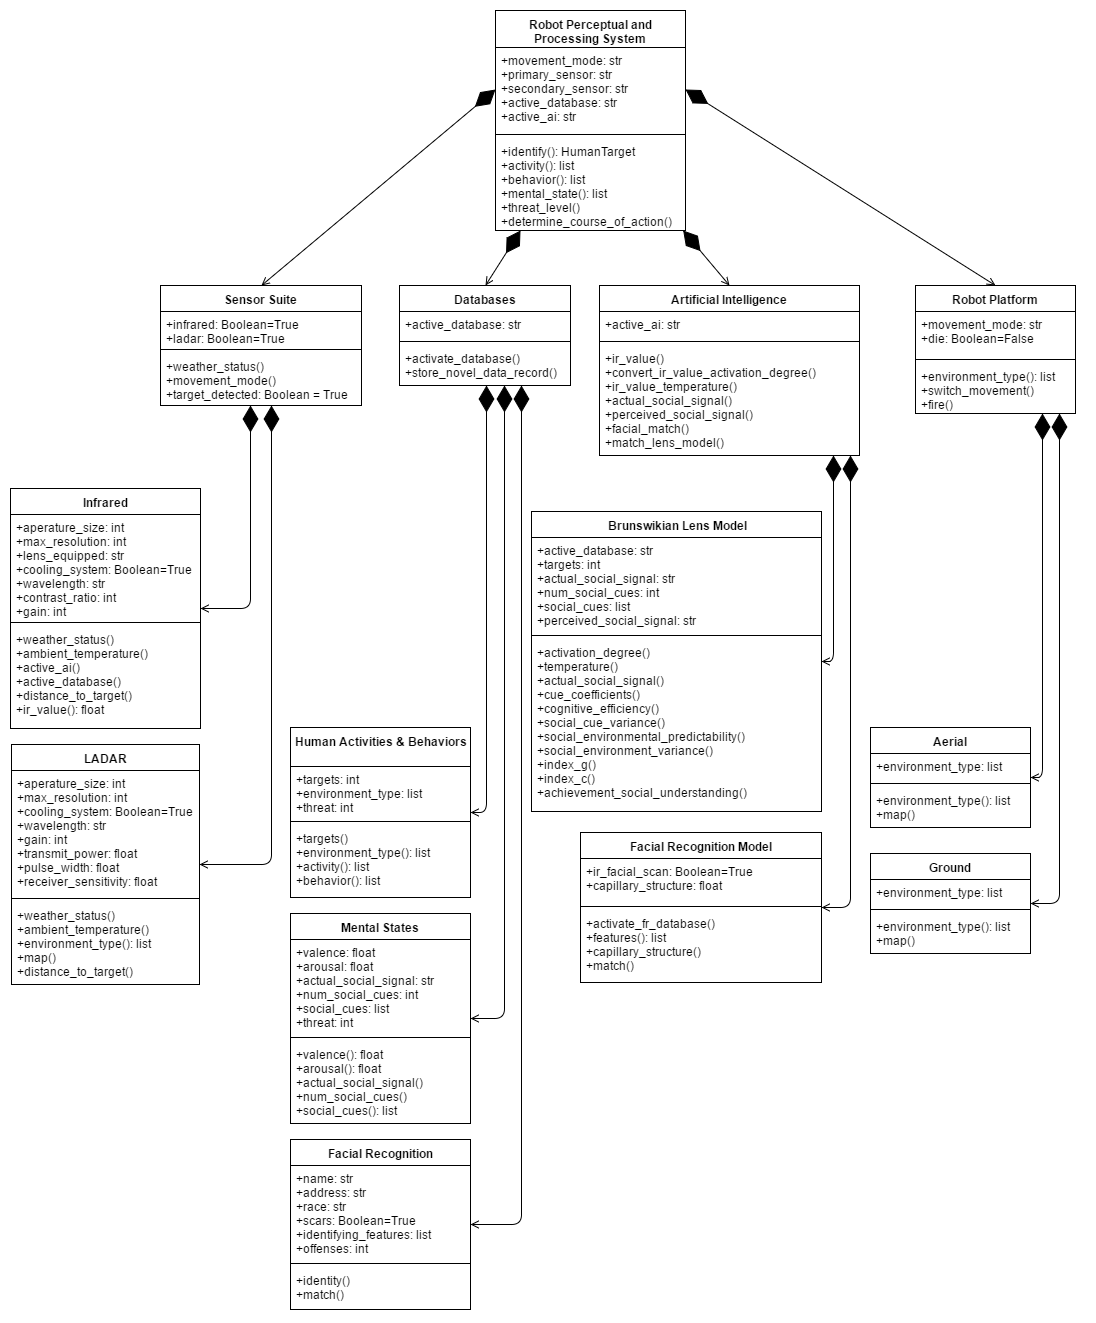 Robot Perceptual and
Processing System
+movement_mode: str
+primary_sensor: str
+secondary_sensor: str
+active_database: str
+active_ai: str
+identify(): HumanTarget
+activity(): list
+behavior(): list
+mental_state(): list
+threat_level()
+determine_course_of_action()
Sensor Suite
+infrared: Boolean=True
+ladar: Boolean=True
+weather_status()
+movement_mode()
+target_detected: Boolean = True
Databases
+active_database: str
+activate_database()
+store_novel_data_record()
Artificial Intelligence
+active_ai: str
+ir_value()
+convert_ir_value_activation_degree()
+ir_value_temperature()
+actual_social_signal()
+perceived_social_signal()
+facial_match()
+match_lens_model()
Robot Platform
+movement_mode: str
+die: Boolean=False
+environment_type(): list
+switch_movement()
+fire()
Infrared
+aperature_size: int
+max_resolution: int
+lens_equipped: str
+cooling_system: Boolean=True
+wavelength: str
+contrast_ratio: int
+gain: int
+weather_status()
+ambient_temperature()
+active_ai()
+active_database()
+distance_to_target()
+ir_value(): float
LADAR
+aperature_size: int
+max_resolution: int
+cooling_system: Boolean=True
+wavelength: str
+gain: int
+transmit_power: float
+pulse_width: float
+receiver_sensitivity: float
+weather_status()
+ambient_temperature()
+environment_type(): list
+map()
+distance_to_target()
Human Activities & Behaviors
+targets: int
+environment_type: list
+threat: int
+targets()
+environment_type(): list
+activity(): list
+behavior(): list
Mental States
+valence: float
+arousal: float
+actual_social_signal: str
+num_social_cues: int
+social_cues: list
+threat: int
+valence(): float
+arousal(): float
+actual_social_signal()
+num_social_cues()
+social_cues(): list
Facial Recognition
+name: str
+address: str
+race: str
+scars: Boolean=True
+identifying_features: list
+offenses: int
+identity()
+match()
Brunswikian Lens Model
+active_database: str
+targets: int
+actual_social_signal: str
+num_social_cues: int
+social_cues: list
+perceived_social_signal: str
+activation_degree()
+temperature()
+actual_social_signal()
+cue_coefficients()
+cognitive_efficiency()
+social_cue_variance()
+social_environmental_predictability()
+social_environment_variance()
+index_g()
+index_c()
+achievement_social_understanding()
Facial Recognition Model
+ir_facial_scan: Boolean=True
+capillary_structure: float
+activate_fr_database()
+features(): list
+capillary_structure()
+match()
Aerial
+environment_type: list
+environment_type(): list
+map()
Ground
+environment_type: list
+environment_type(): list
+map()